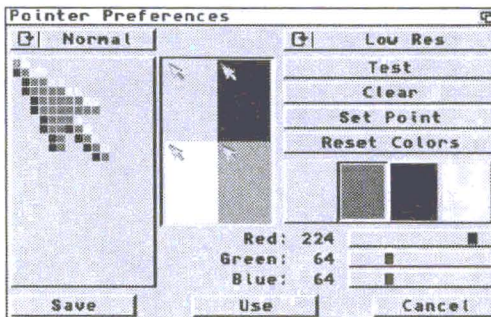 Pointer Preferences
Normal
Low Res
Test
Clear
Set Point
Reset Colors
Red: 224
Green: 64
Blue: 64
Save
Use
Cancel